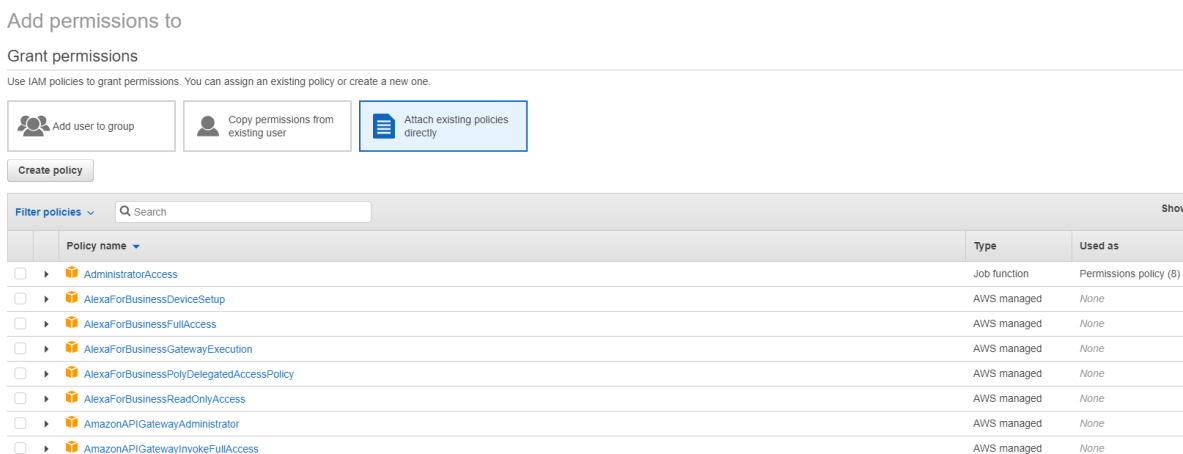 Add permissions to
Grant permissions
Use IAM policies to grant permissions. You can assign an existing policy or create a new one.
Add user to group
Copy permissions from
existing user
Attach existing policies
directly
Create policy
Filter policies
Search
Show
Policy name Type Used as
AdministratorAccess Job function Permissions policy (8)
AlexaForBusinessDeviceSetup AWS managed None
AlexaForBusinessFullAccess AWS managed None
AlexaForBusinessGatewayExecution AWS managed None
AlexaForBusinessPolyDelegatedAccessPolicy AWS managed None
AlexaForBusinessReadOnlyAccess AWS managed None
AmazonAPIGatewayAdministrator AWS managed None
AmazonAPIGatewayInvokeFullAccess AWS managed None